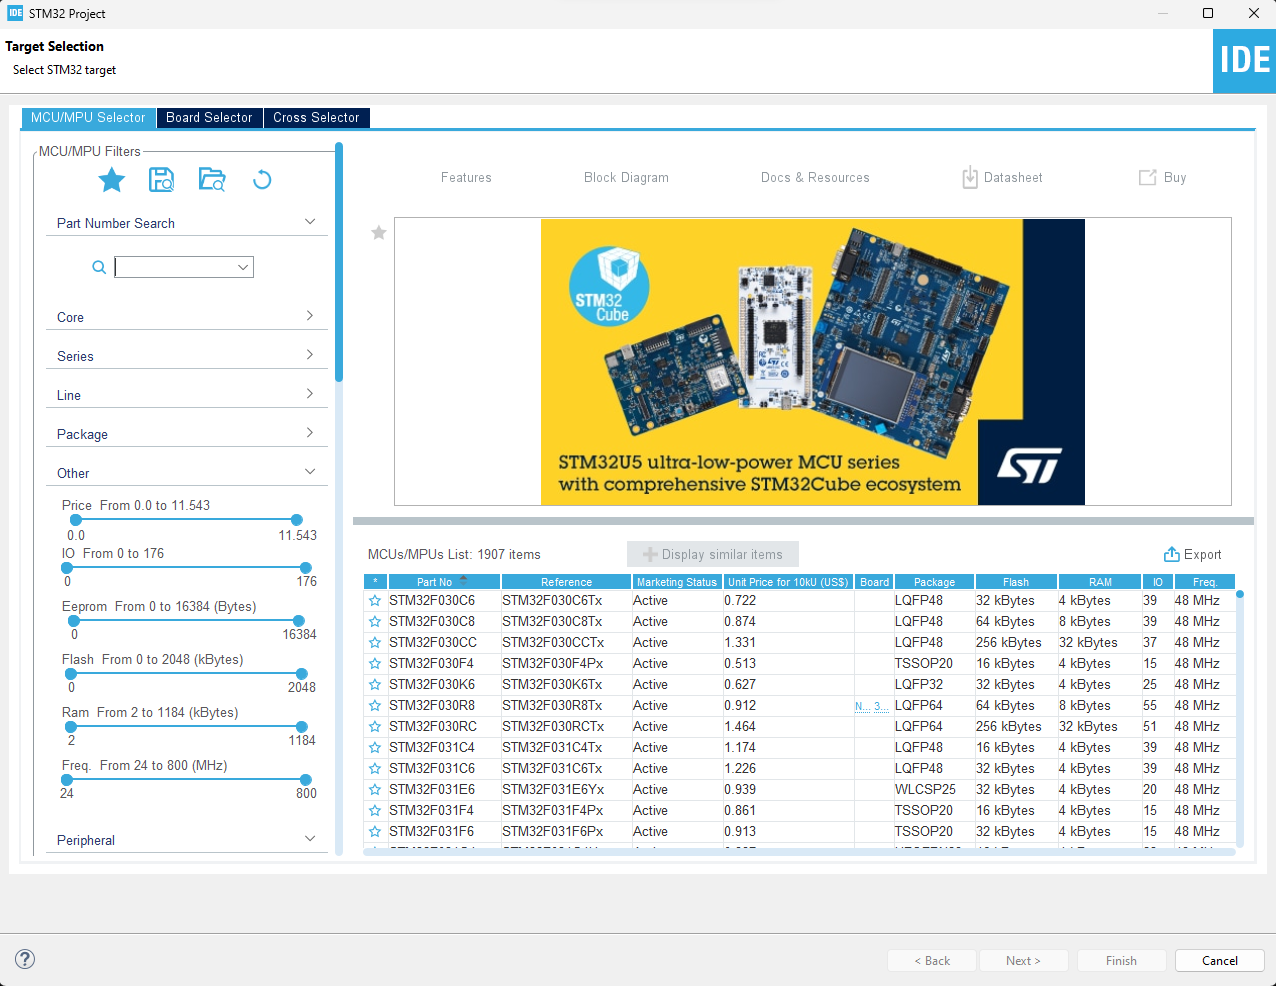 IDE STM32 Project
Target Selection
Select STM32 target
IDE
MCU/MPU Selector Board Selector Cross Selector
MCU/MPU Filters
Part Number Search
Core
Series
Line
Package
Other
Price From 0.0 to 11.543
0.0 11.543
IO From 0 to 176
0 176
Eeprom From 0 to 16384 (Bytes)
0 16384
Flash From 0 to 2048 (kBytes)
0 2048
Ram From 2 to 1184 (kBytes)
2 1184
Freq. From 24 to 800 (MHz)
24 800
Peripheral
Features Block Diagram Docs & Resources Datasheet Buy
STM32
Cube
STM32U5 ultra-low-power MCU series
with comprehensive STM32Cube ecosystem
ST
MCUs/MPUs List: 1907 items Display similar items Export
* Part No Reference Marketing Status Unit Price for 10kU (US$) Board Package Flash RAM IO Freq.
STM32F030C6 STM32F030C6Tx Active 0.722 LQFP48 32 kBytes 4 kBytes 39 48 MHz
STM32F030C8 STM32F030C8Tx Active 0.874 LQFP48 64 kBytes 8 kBytes 39 48 MHz
STM32F030CC STM32F030CCTx Active 1.331 LQFP48 256 kBytes 32 kBytes 37 48 MHz
STM32F030F4 STM32F030F4Px Active 0.513 TSSOP20 16 kBytes 4 kBytes 15 48 MHz
STM32F030K6 STM32F030K6Tx Active 0.627 LQFP32 32 kBytes 4 kBytes 25 48 MHz
STM32F030R8 STM32F030R8Tx Active 0.912 N... 3... LQFP64 64 kBytes 8 kBytes 55 48 MHz
STM32F030RC STM32F030RCTx Active 1.464 LQFP64 256 kBytes 32 kBytes 51 48 MHz
STM32F031C4 STM32F031C4Tx Active 1.174 LQFP48 16 kBytes 4 kBytes 39 48 MHz
STM32F031C6 STM32F031C6Tx Active 1.226 LQFP48 32 kBytes 4 kBytes 39 48 MHz
STM32F031E6 STM32F031E6Yx Active 0.939 WLCSP25 32 kBytes 4 kBytes 20 48 MHz
STM32F031F4 STM32F031F4Px Active 0.861 TSSOP20 16 kBytes 4 kBytes 15 48 MHz
STM32F031F6 STM32F031F6Px Active 0.913 TSSOP20 32 kBytes 4 kBytes 15 48 MHz
? < Back Next > Finish Cancel